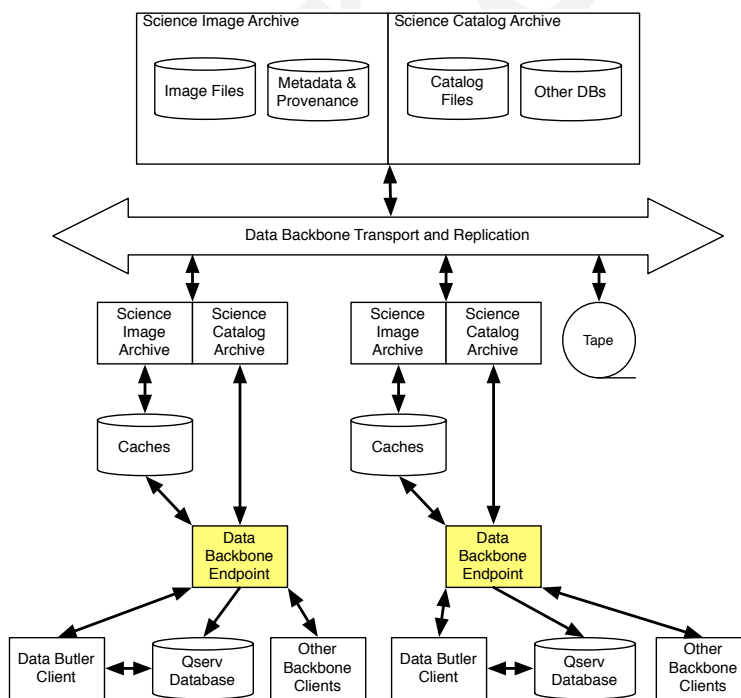 Science Image Archive
Science Catalog Archive
Image Files
Metadata &
Provenance
Catalog
Files
Other DBs
Data Backbone Transport and Replication
Science
Image
Archive
Science
Catalog
Archive
Science
Image
Archive
Science
Catalog
Archive
Tape
Caches
Caches
Data
Backbone
Endpoint
Data
Backbone
Endpoint
Data Butler
Client
Qserv
Database
Other
Backbone
Clients
Data Butler
Client
Qserv
Database
Other
Backbone
Clients